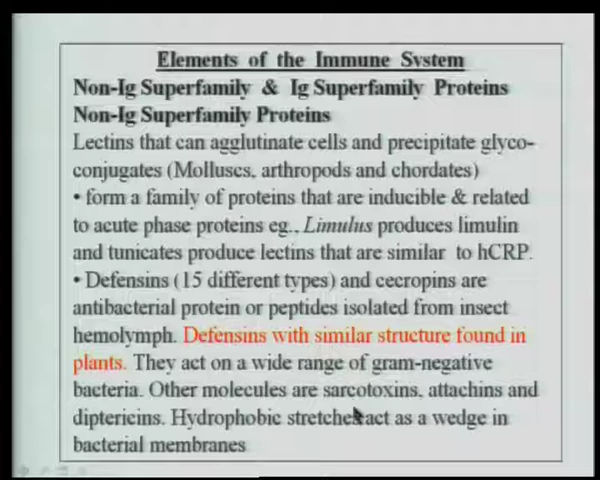 Elements of the Immune System
Non-Ig Superfamily & Ig Superfamily Proteins
Non-Ig Superfamily Proteins
Lectins that can agglutinate cells and precipitate glyco-
conjugates (Molluscs, arthropods and chordates)
• form a family of proteins that are inducible & related
to acute phase proteins eg., Limulus produces limulin
and tunicates produce lectins that are similar to hCRP.
• Defensins (15 different types) and cecropins are
antibacterial protein or peptides isolated from insect
hemolymph. Defensins with similar structure found in
plants. They act on a wide range of gram-negative
bacteria. Other molecules are sarcotoxins, attachins and
diptericins. Hydrophobic stretches act as a wedge in
bacterial membranes